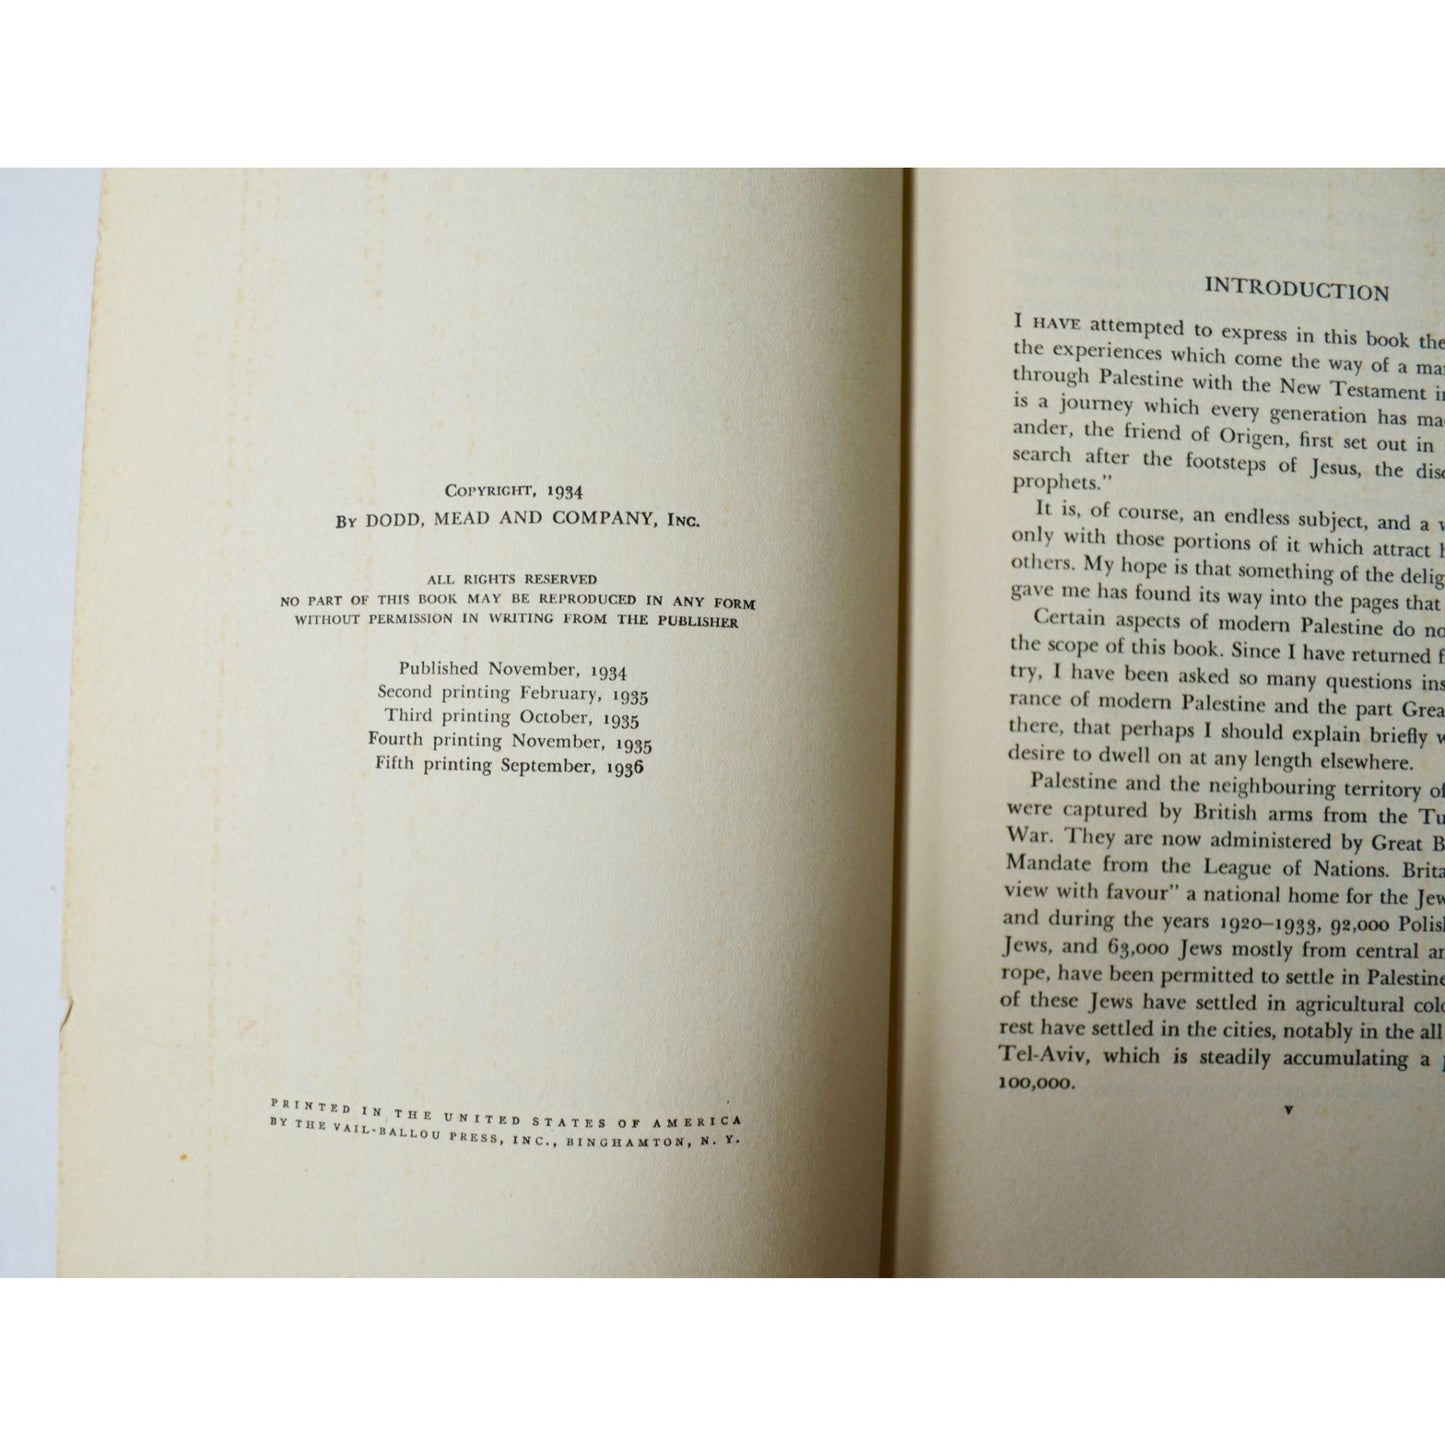 COPYRIGHT, 1934
BY DODD, MEAD AND COMPANY, INC.
ALL RIGHTS RESERVED
NO PART OF THIS BOOK MAY BE REPRODUCED IN ANY FORM
WITHOUT PERMISSION IN WRITING FROM THE PUBLISHER
Published November, 1934
Second printing February, 1935
Third printing October, 1935
Fourth printing November, 1935
Fifth printing September, 1936
PRINTED IN THE UNITED STATES OF AMERICA
BY THE VAIL-BALLOU PRESS, INC., BINGHAMTON, N. Y.
INTRODUCTION
I HAVE attempted to express in this book the
the experiences which come the way of a
through Palestine with the New Testament
is a journey which every generation has
ander, the friend of Origen, first set out in
search after the footsteps of Jesus, the
prophets."
It is, of course, an endless subject, and a
only with those portions of it which attract
others. My hope is that something of the
gave me has found its way into the pages that
Certain aspects of modern Palestine do
the scope of this book. Since I have returned
try, I have been asked so many questions
rance of modern Palestine and the part
there, that perhaps I should explain briefly
desire to dwell on at any length elsewhere.
Palestine and the neighbouring territory
were captured by British arms from the
War. They are now administered by Great
Mandate from the League of Nations.
view with favour" a national home for the
and during the years 1920–1933, 92,000
Jews, and 63,000 Jews mostly from central
rope, have been permitted to settle in Palestine
of these Jews have settled in agricultural
rest have settled in the cities, notably in the all
Tel-Aviv, which is steadily accumulating a
100,000.
v